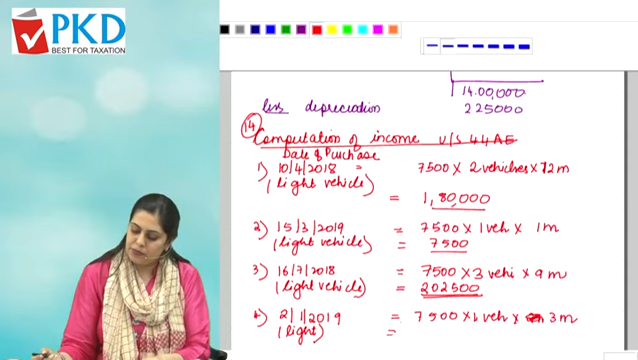 PKD
BEST FOR TAXATION
14,00,000
less depreciation 225000
14 Computation of income u/s 44AE
Date of Purchase
1) 10/4/2018 = 7500 × 2 vehicles × 12 m
(light vehicle)
= 1,80,000
2) 15/3/2019 = 7500 × 1 veh × 1m
(light vehicle) = 7500
3) 16/7/2018 = 7500 × 3 vehi × 9 m
(light vehicle) = 202500
4) 2/1/2019 = 7500 × 1 veh × 3 m
(light) =